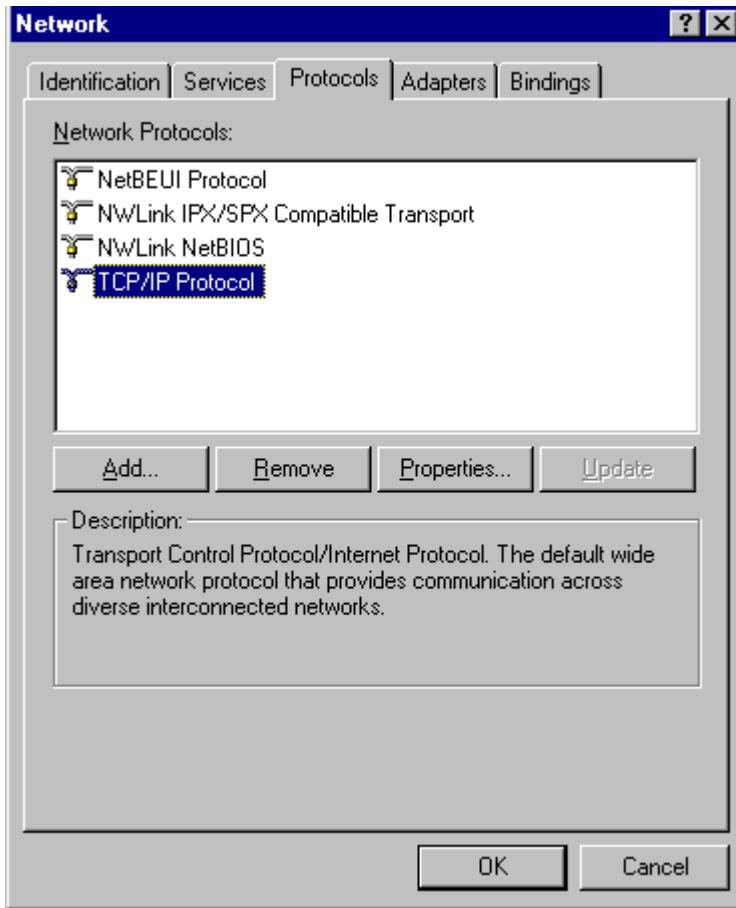 Network
Identification Services Protocols Adapters Bindings
Network Protocols:
NetBEUI Protocol
NWLink IPX/SPX Compatible Transport
NWLink NetBIOS
TCP/IP Protocol
Add... Remove Properties... Update
Description:
Transport Control Protocol/Internet Protocol. The default wide
area network protocol that provides communication across
diverse interconnected networks.
OK Cancel